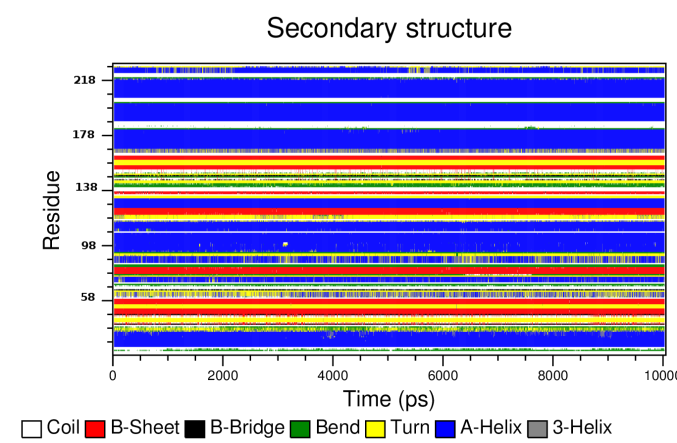 Secondary structure
Residue
218
178
138
98
58
0 2000 4000 6000 8000 10000
Time (ps)
Coil B-Sheet B-Bridge Bend Turn A-Helix 3-Helix